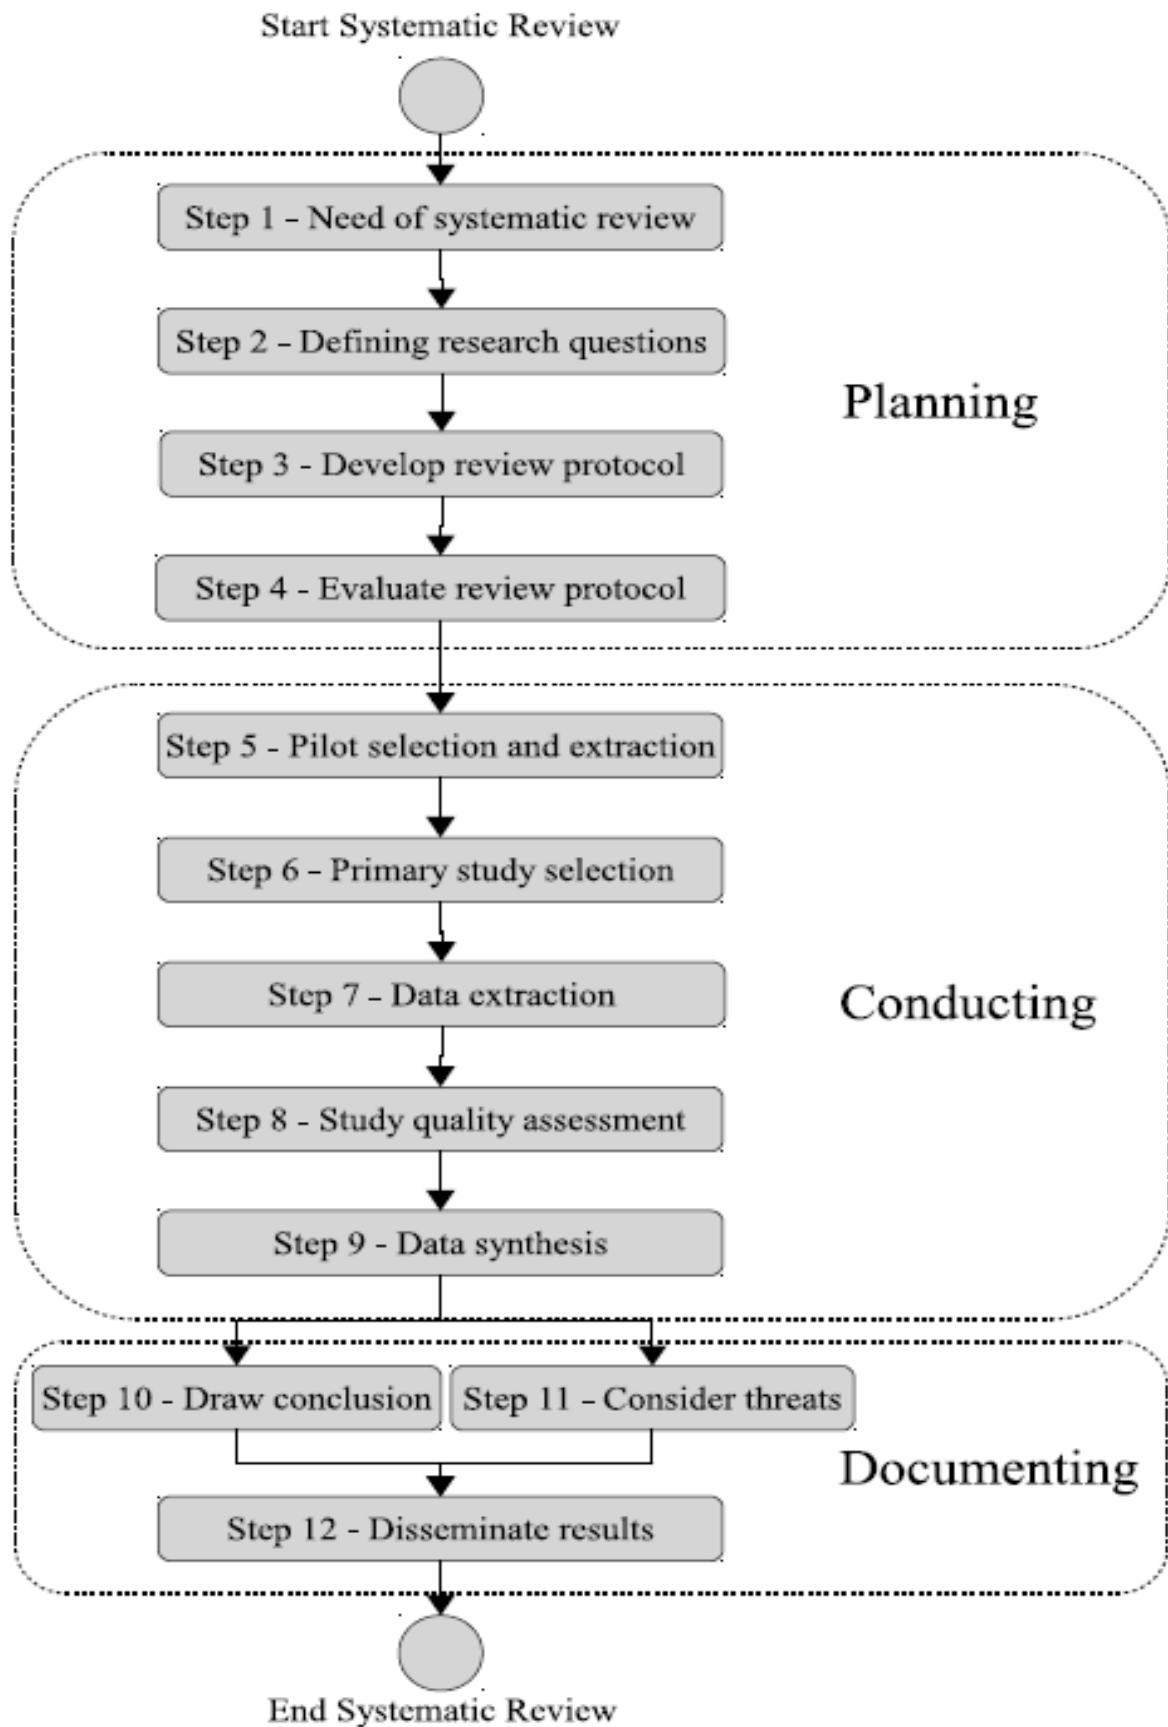 Start Systematic Review
Step 1 - Need of systematic review
Step 2 - Defining research questions
Planning
Step 3 - Develop review protocol
Step 4 - Evaluate review protocol
Step 5 - Pilot selection and extraction
Step 6 - Primary study selection
Step 7 - Data extraction
Conducting
Step 8 - Study quality assessment
Step 9 - Data synthesis
Step 10 - Draw conclusion
Step 11 - Consider threats
Documenting
Step 12 - Disseminate results
End Systematic Review